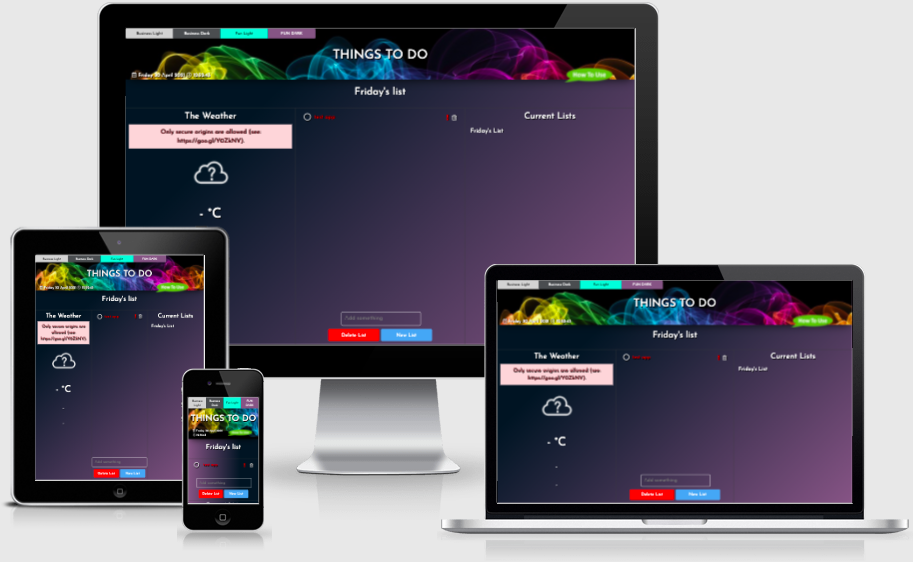 Business Light Business Dark Fun Light FUN DARK
THINGS TO DO
How To Use
Friday's list
The Weather
Only secure origins are allowed (see:
https://goo.gl/Y0ZkNV).
- °C
Current Lists
Friday's List
Add something
Delete List New List
Business Light Business Dark Fun Light FUN DARK
THINGS TO DO
How To Use
Friday's list
The Weather
Only secure origins are
allowed (see:
https://goo.gl/Y0ZkNV).
- °C
Current Lists
Friday's List
Add something
Delete List New List
Business
Light
Business
Dark
Fun Light
FUN
DARK
THINGS TO DO
Friday's list
Add something
Delete List New List
Business Light Business Dark Fun Light FUN DARK
THINGS TO DO
How To Use
Friday's list
The Weather
Only secure origins are allowed (see:
https://goo.gl/Y0ZkNV).
- °C
Current Lists
Friday's List
Add something
Delete List New List